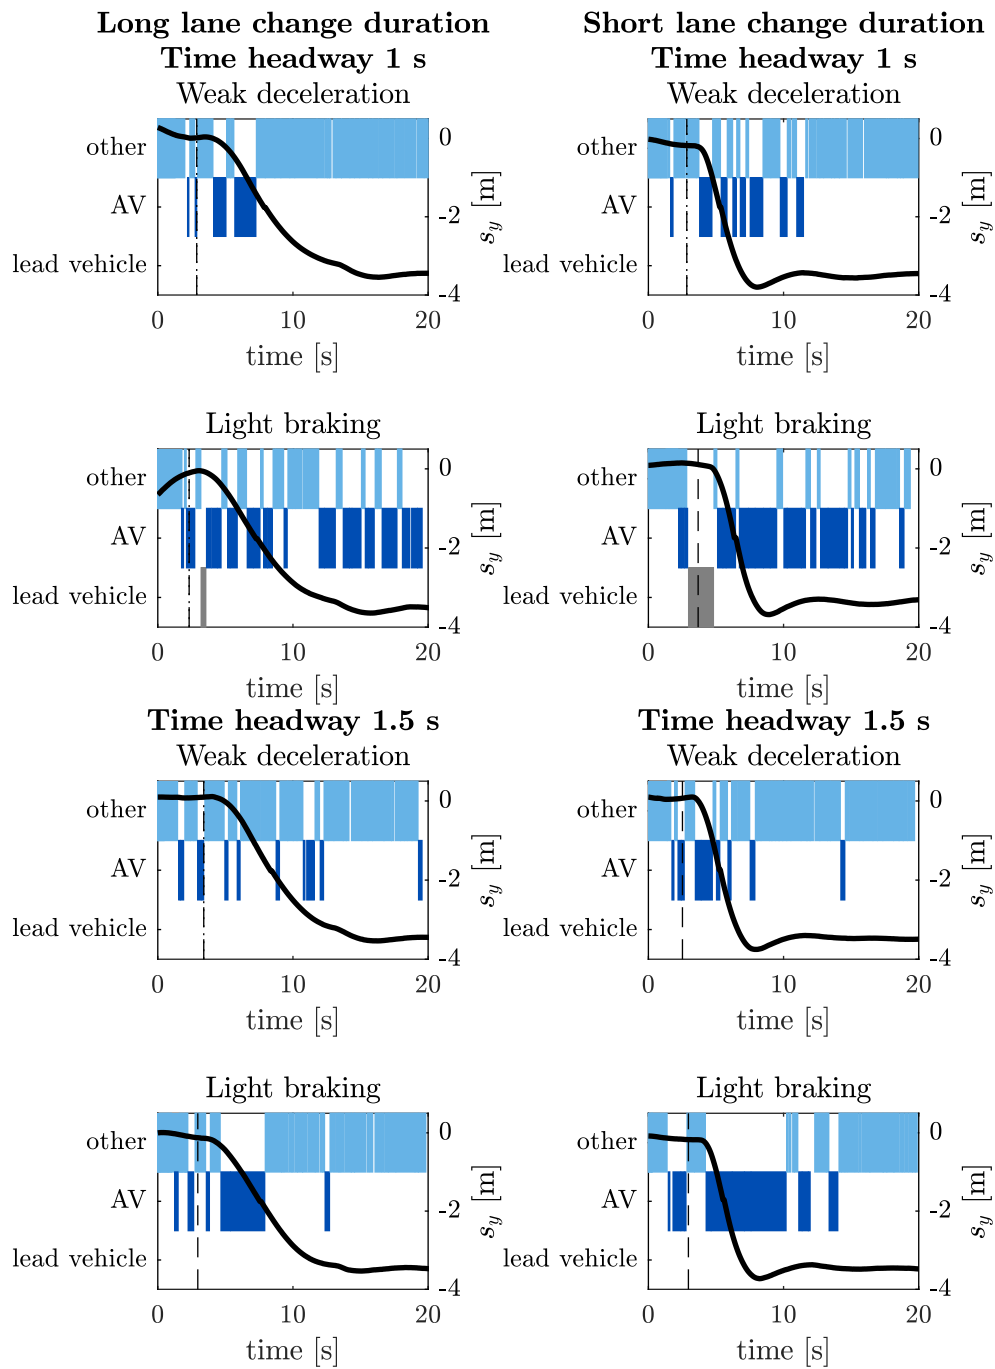 Long lane change duration
Time headway 1 s
Weak deceleration
other
AV
lead vehicle
0
-2
-4
s_y [m]
0 10 20
time [s]
Short lane change duration
Time headway 1 s
Weak deceleration
other
AV
lead vehicle
0
-2
-4
s_y [m]
0 10 20
time [s]
Light braking
other
AV
lead vehicle
0
-2
-4
s_y [m]
0 10 20
time [s]
Light braking
other
AV
lead vehicle
0
-2
-4
s_y [m]
0 10 20
time [s]
Time headway 1.5 s
Weak deceleration
other
AV
lead vehicle
0
-2
-4
s_y [m]
0 10 20
time [s]
Time headway 1.5 s
Weak deceleration
other
AV
lead vehicle
0
-2
-4
s_y [m]
0 10 20
time [s]
Light braking
other
AV
lead vehicle
0
-2
-4
s_y [m]
0 10 20
time [s]
Light braking
other
AV
lead vehicle
0
-2
-4
s_y [m]
0 10 20
time [s]